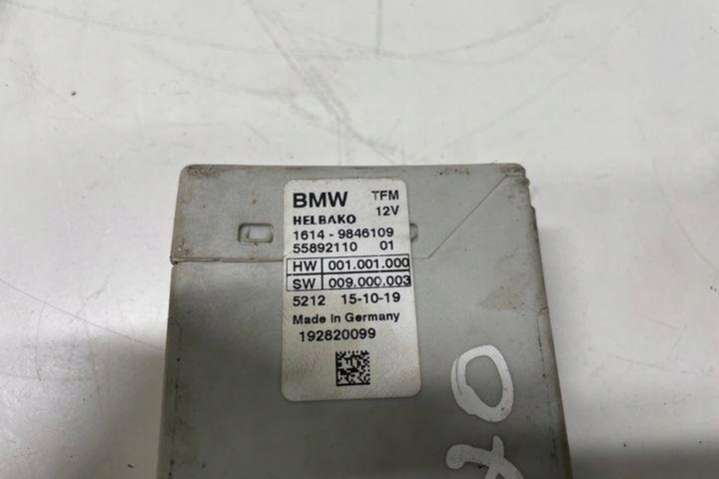 BMW TFM
HELBAKO 12V
1614 - 9846109
55892110 01
HW 001.001.000
SW 009.000.003
5212 15-10-19
Made in Germany
192820099